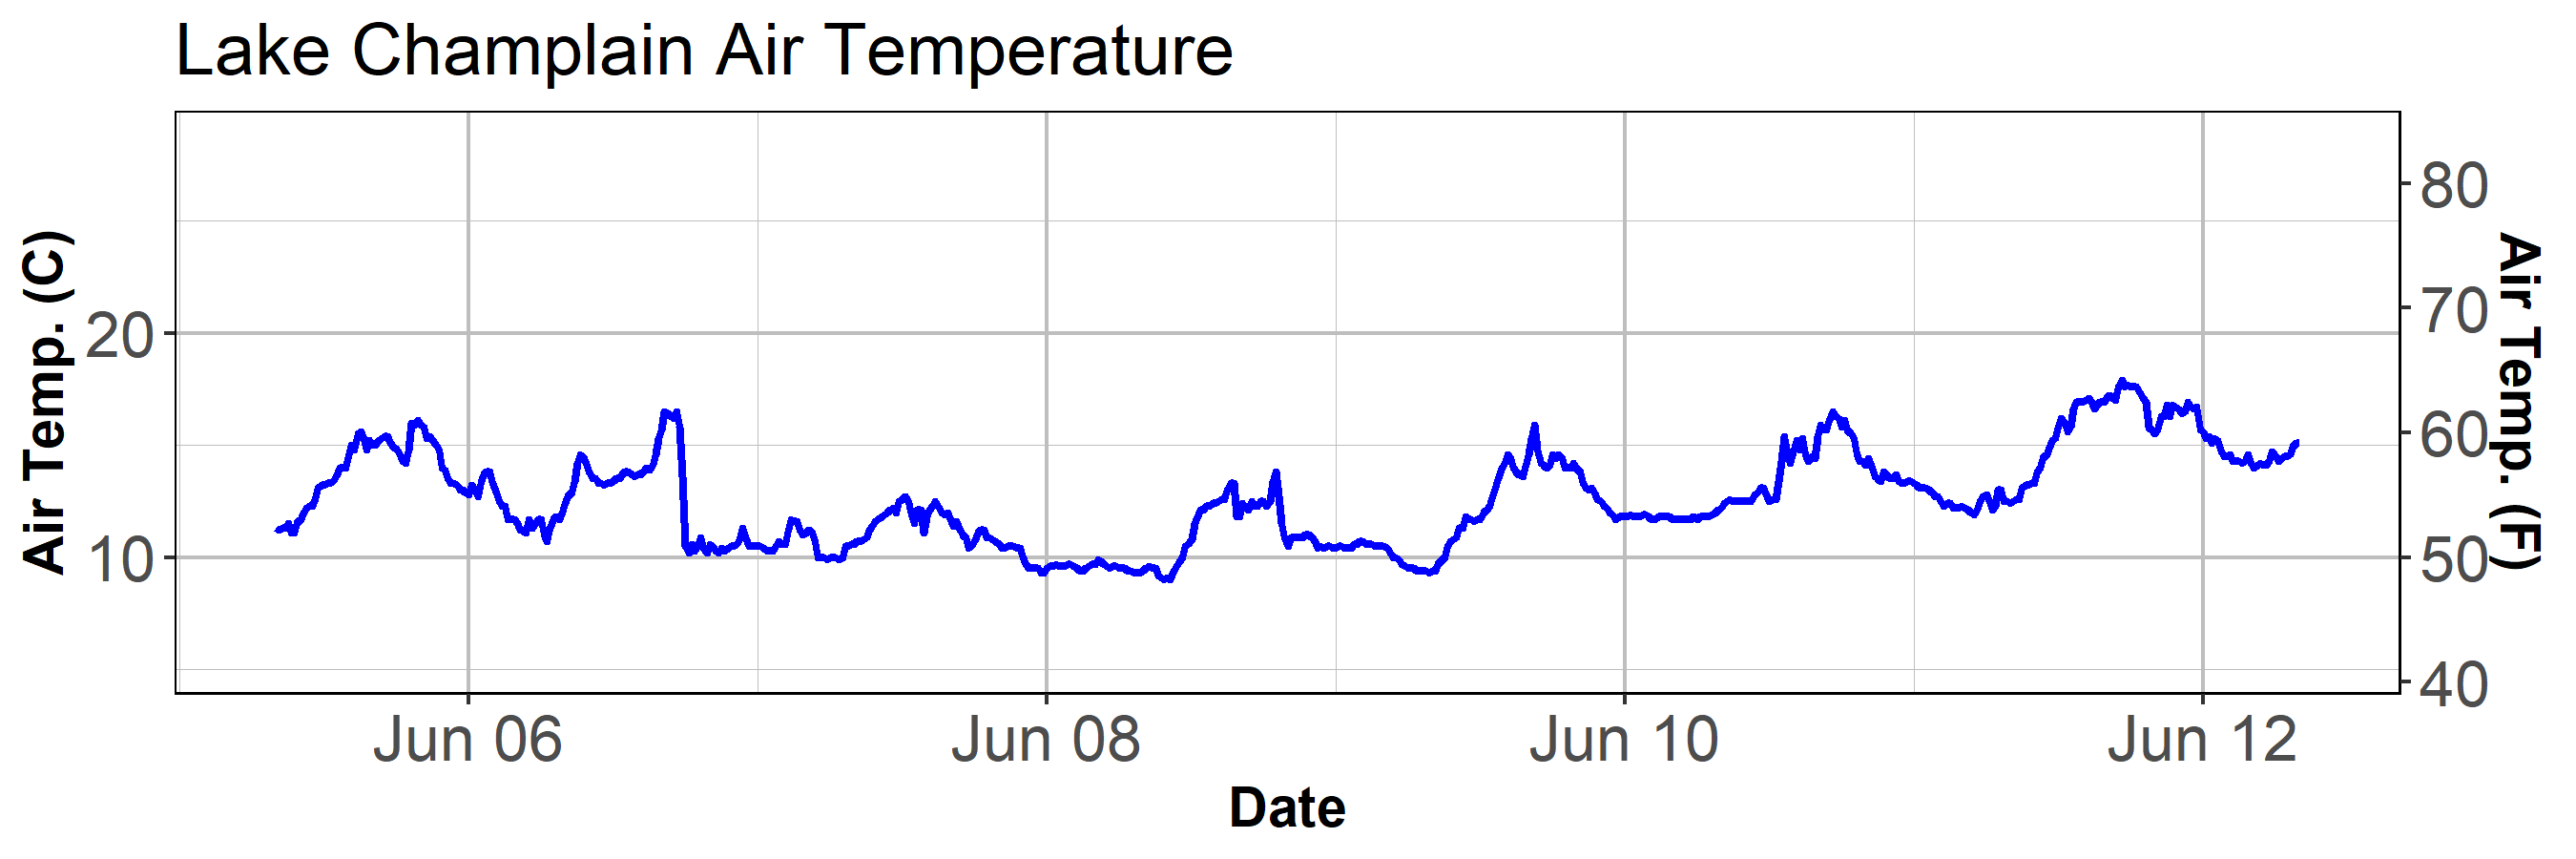 Lake Champlain Air Temperature
Air Temp. (C)
20
10
80
70
60
50
40
Air Temp. (F)
Jun 06
Jun 08
Jun 10
Jun 12
Date